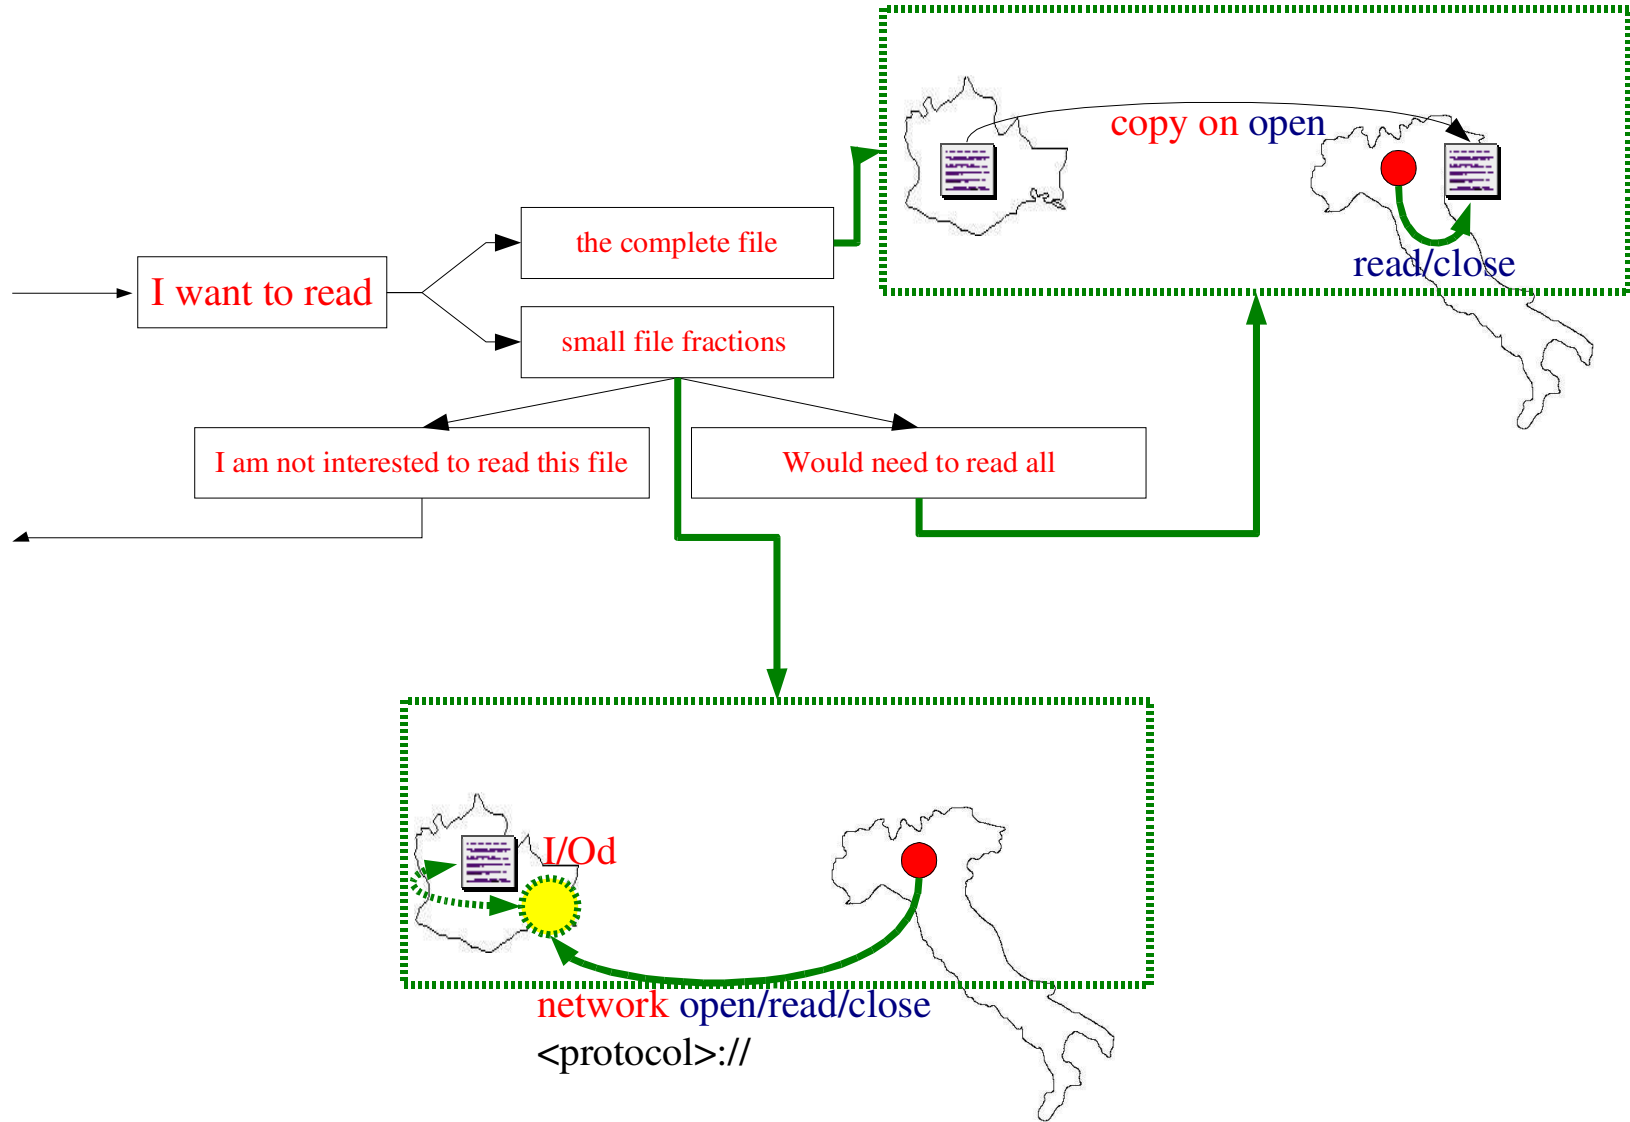 copy on open
the complete file
read/close
I want to read
small file fractions
I am not interested to read this file
Would need to read all
I/Od
network open/read/close
<protocol>://